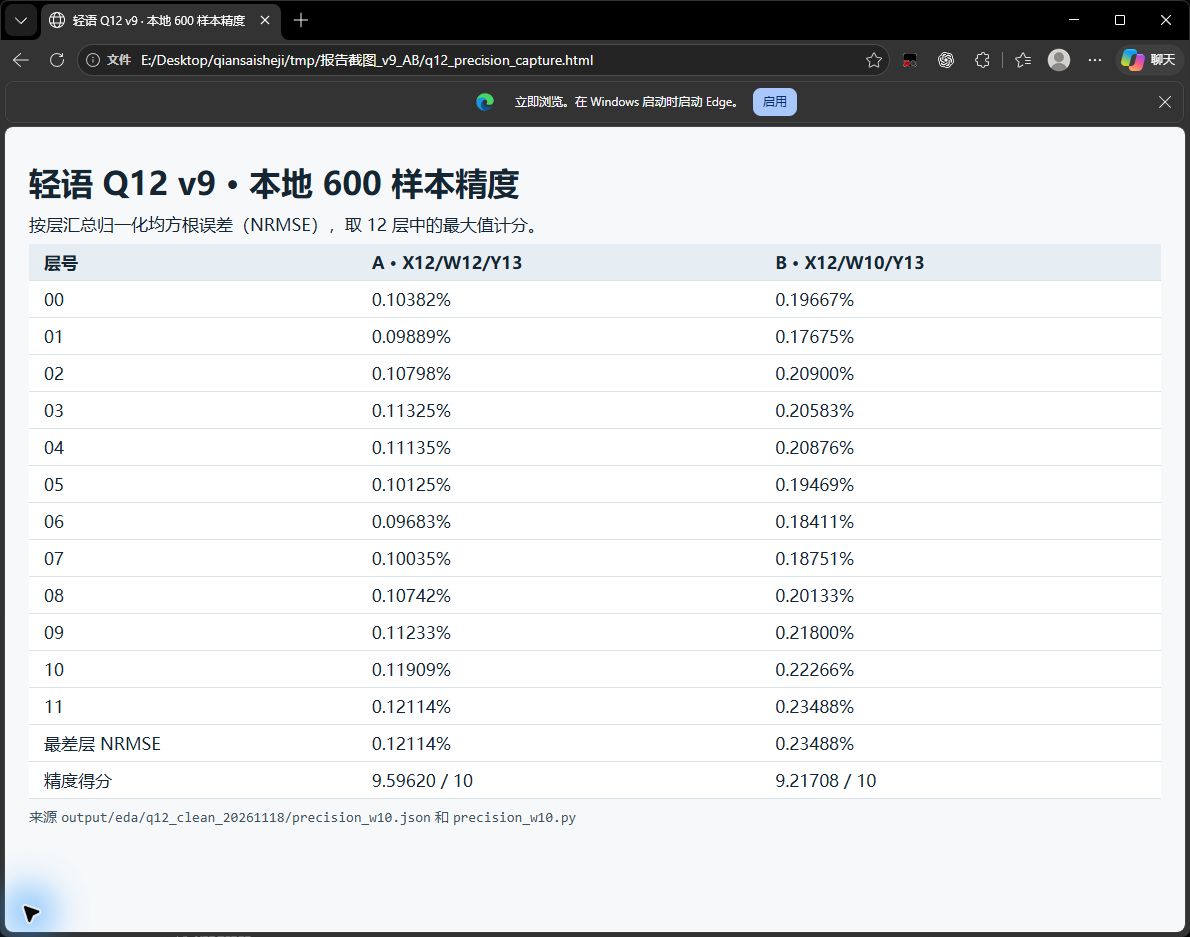 轻语 Q12 v9 · 本地 600 样本精度
文件 E:/Desktop/qiansaisheji/tmp/报告截图_v9_AB/q12_precision_capture.html
聊天
立即浏览。在 Windows 启动时启动 Edge。 启用
轻语 Q12 v9 · 本地 600 样本精度
按层汇总归一化均方根误差（NRMSE），取 12 层中的最大值计分。
层号 A · X12/W12/Y13 B · X12/W10/Y13
00 0.10382% 0.19667%
01 0.09889% 0.17675%
02 0.10798% 0.20900%
03 0.11325% 0.20583%
04 0.11135% 0.20876%
05 0.10125% 0.19469%
06 0.09683% 0.18411%
07 0.10035% 0.18751%
08 0.10742% 0.20133%
09 0.11233% 0.21800%
10 0.11909% 0.22266%
11 0.12114% 0.23488%
最差层 NRMSE 0.12114% 0.23488%
精度得分 9.59620 / 10 9.21708 / 10
来源 output/eda/q12_clean_20261118/precision_w10.json 和 precision_w10.py